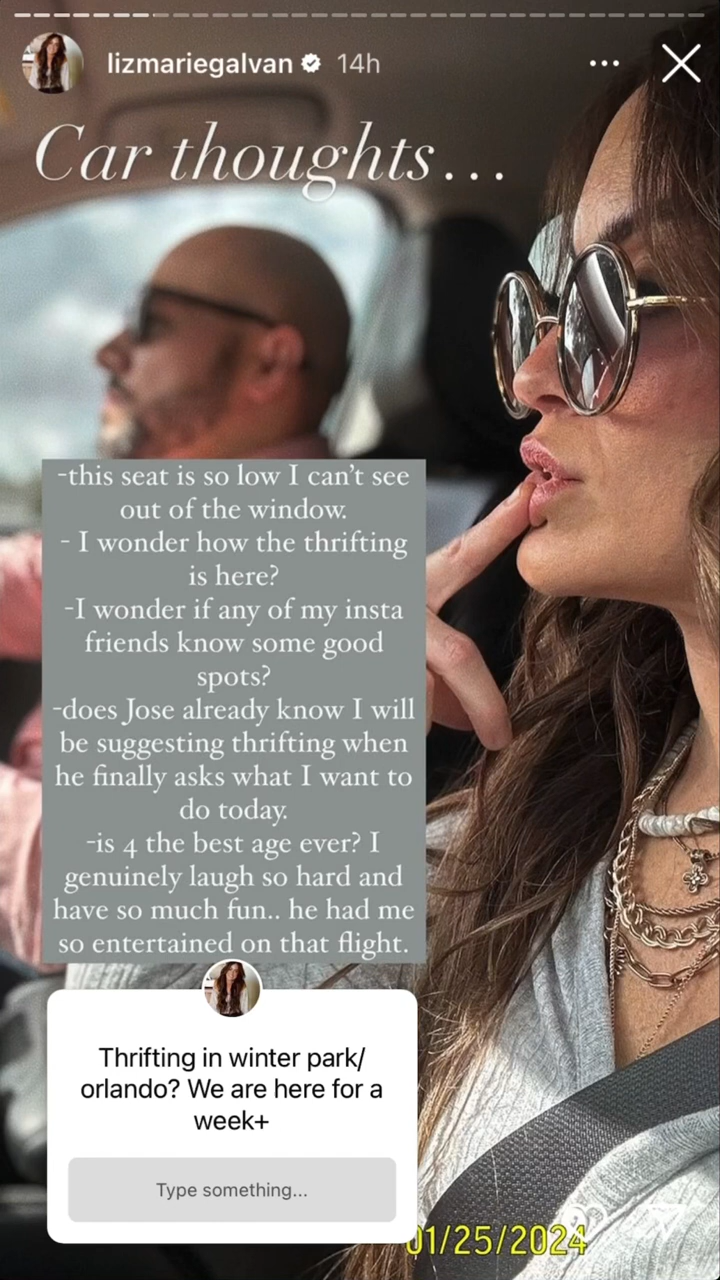 lizmariegalvan 14h
Car thoughts...
-this seat is so low I can't see
out of the window.
- I wonder how the thrifting
is here?
-I wonder if any of my insta
friends know some good
spots?
-does Jose already know I will
be suggesting thrifting when
he finally asks what I want to
do today.
-is 4 the best age ever? I
genuinely laugh so hard and
have so much fun.. he had me
so entertained on that flight.
Thrifting in winter park/
orlando? We are here for a
week+
Type something...
01/25/2024